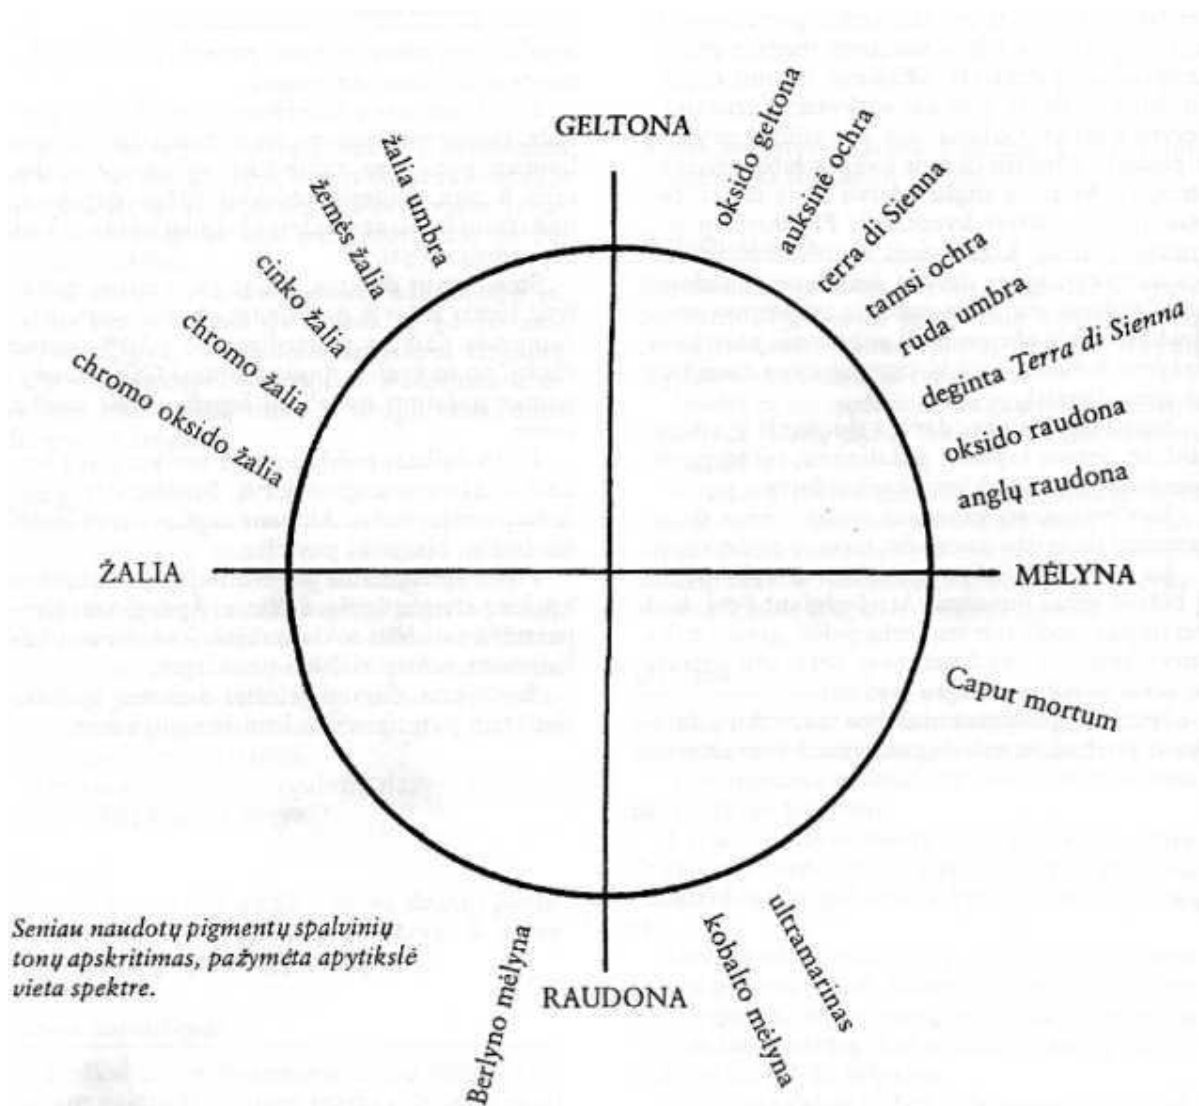 GELTONA
oksido geltona
auksinė ochra
terra di Sienna
tamsi ochra
ruda umbra
deginta Terra di Sienna
oksido raudona
anglų raudona
MĖLYNA
Caput mortum
ultramarinas
kobalto mėlyna
RAUDONA
Berlyno mėlyna
ŽALIA
chromo oksido žalia
chromo žalia
cinko žalia
žemės žalia
žalia umbra
Seniau naudotų pigmentų spalvinių
tonų apskritimas, pažymėta apytikslė
vieta spektre.